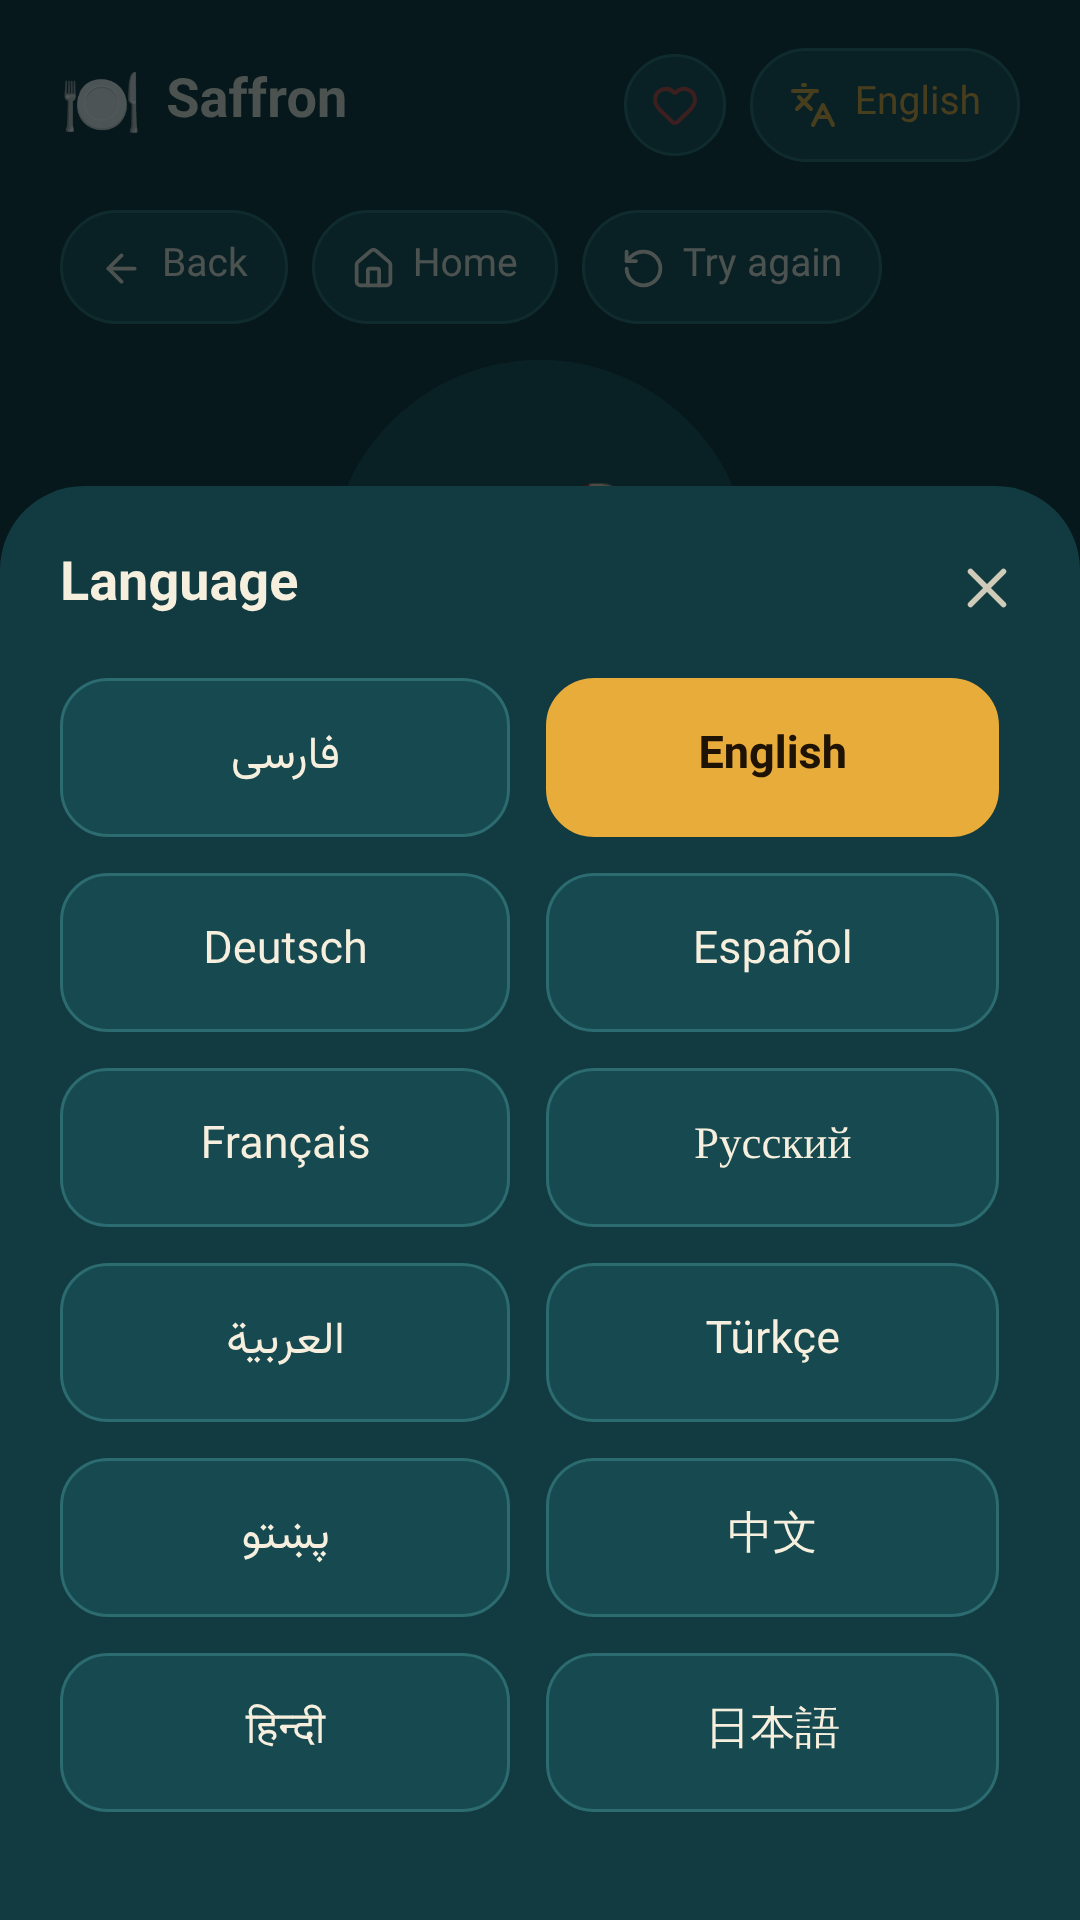 Saffron
English
Back
Home
Try again
Language
فارسی
English
Deutsch
Español
Français
Русский
العربية
Türkçe
پښتو
中文
हिन्दी
日本語